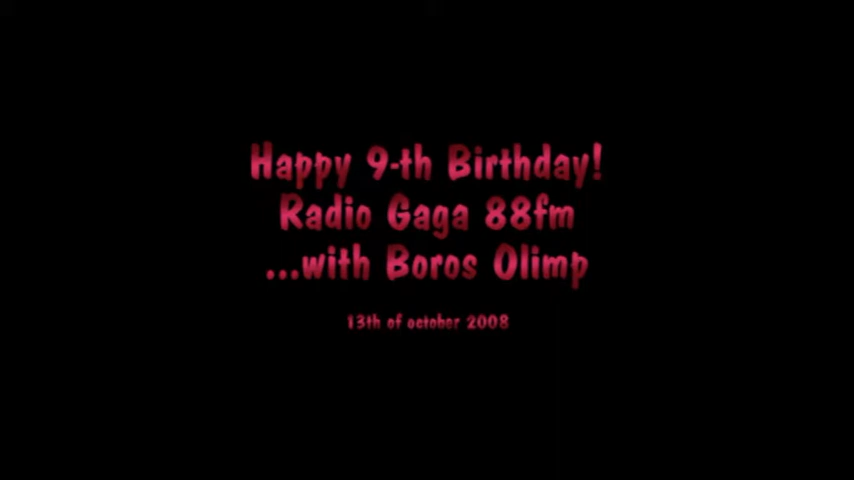 Happy 9-th Birthday!
Radio Gaga 88fm
...with Boros Olimp
13th of october 2008